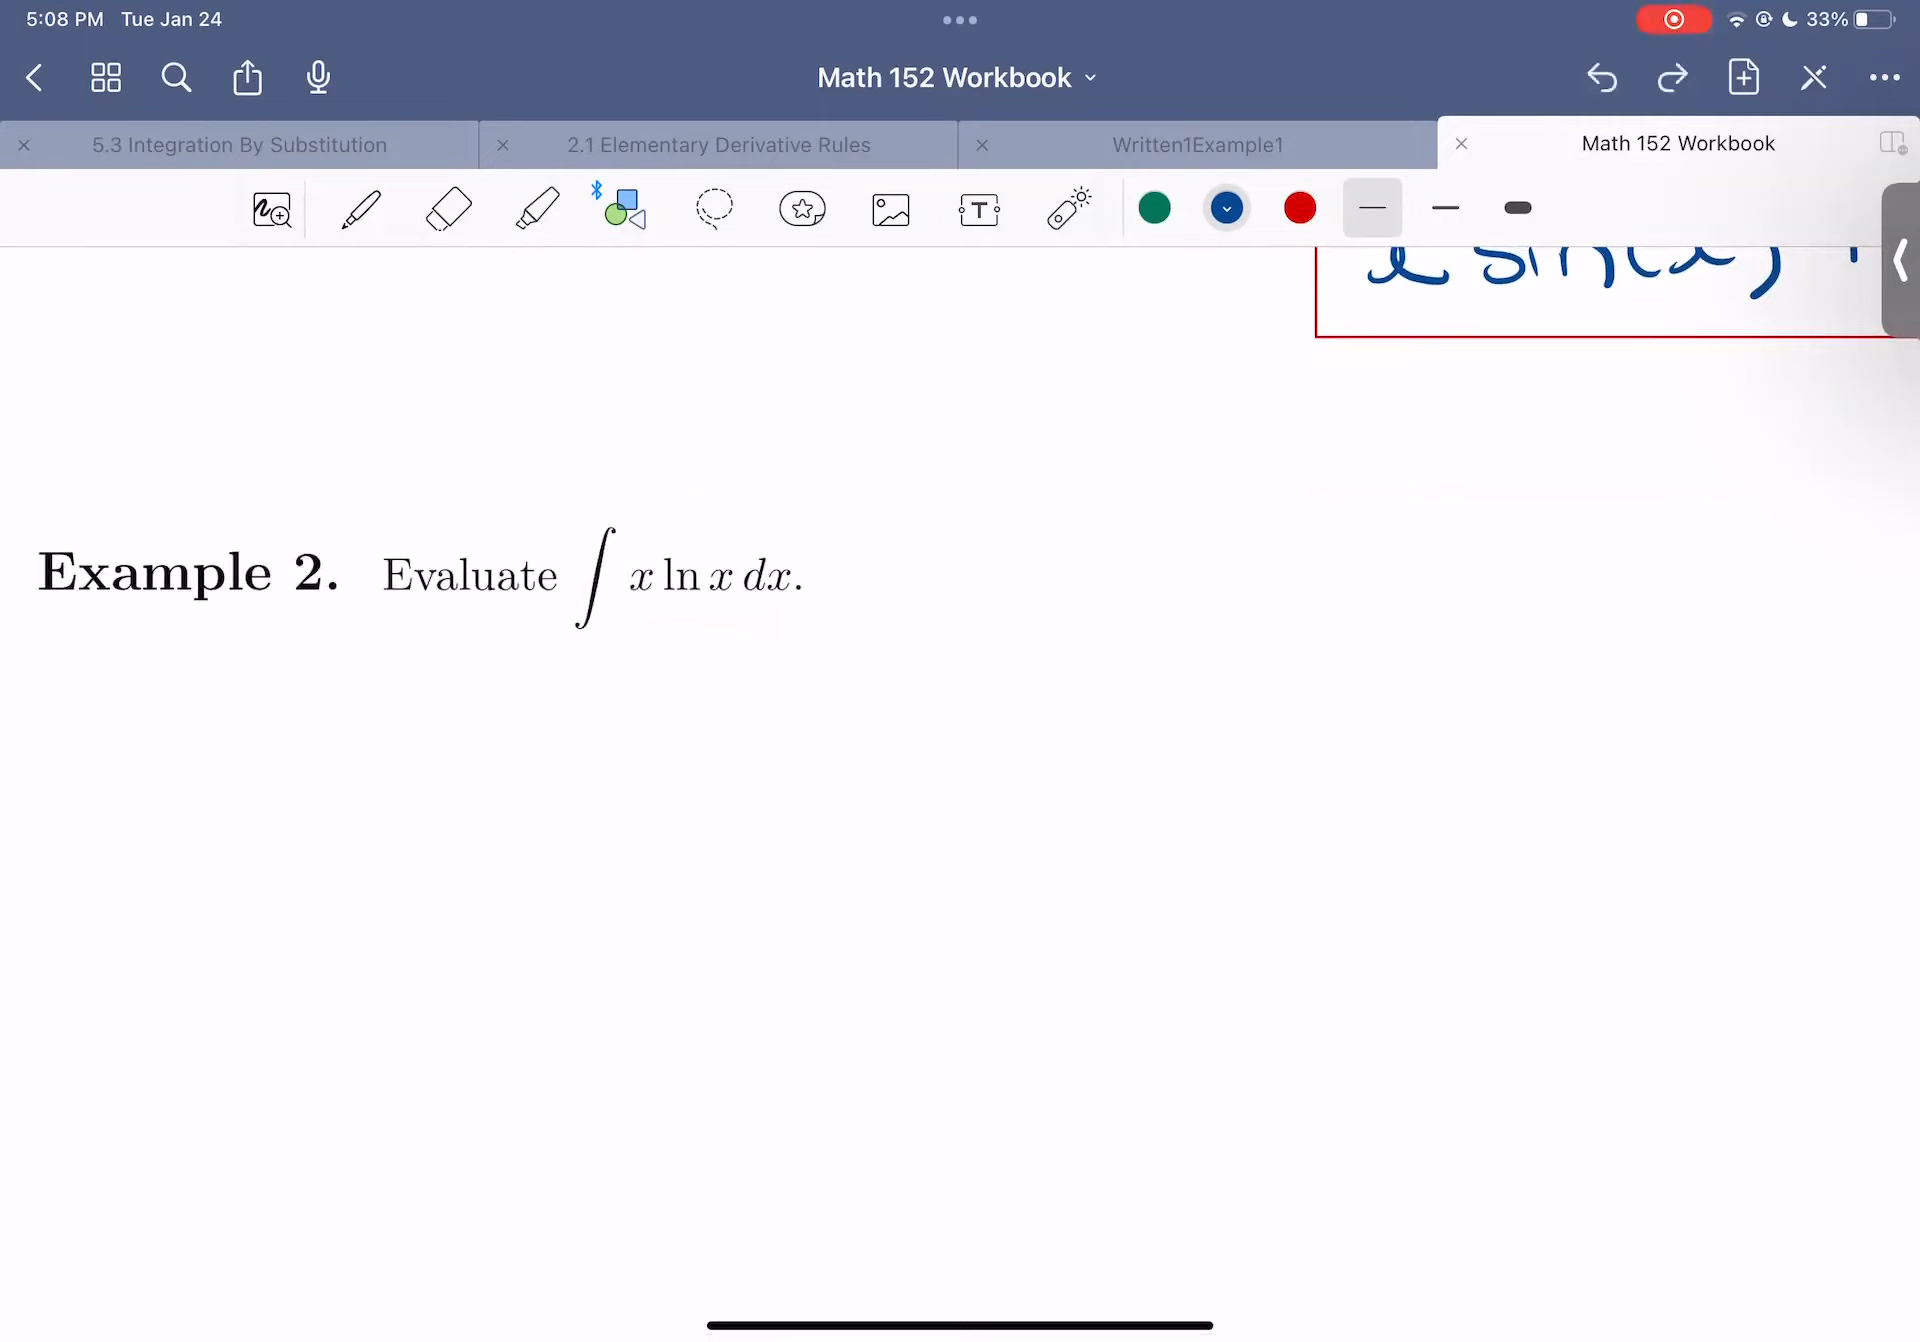 5:08 PM Tue Jan 24
33%
Math 152 Workbook
5.3 Integration By Substitution
2.1 Elementary Derivative Rules
Written1Example1
Math 152 Workbook
T
sin(x)
Example 2. Evaluate ∫ x ln x dx.